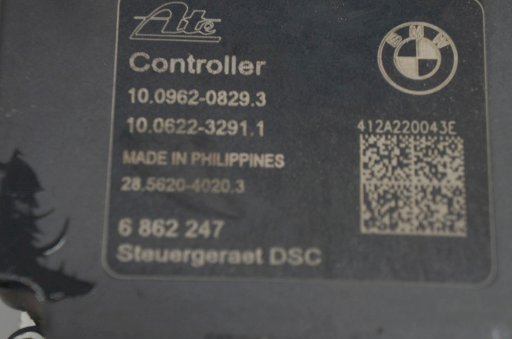 Ate
BMW
Controller
10.0962-0829.3
10.0622-3291.1
412A220043E
MADE IN PHILIPPINES
28.5620-4020.3
6 862 247
Steuergeraet DSC